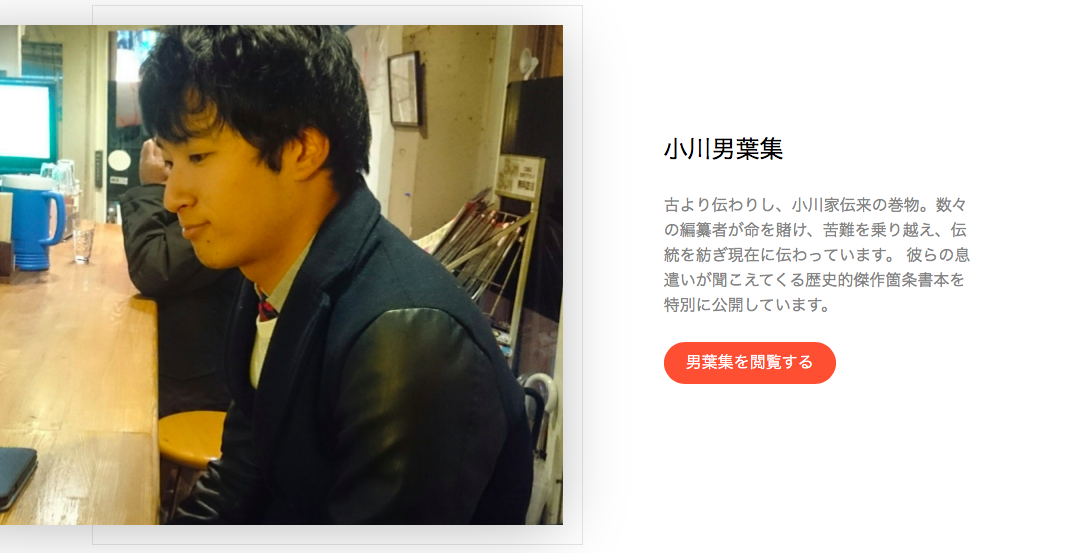 小川男葉集
古より伝わりし、小川家伝来の巻物。数々
の編纂者が命を賭け、苦難を乗り越え、伝
統を紡ぎ現在に伝わっています。 彼らの息
遣いが聞こえてくる歴史的傑作箇条書本を
特別に公開しています。
男葉集を閲覧する